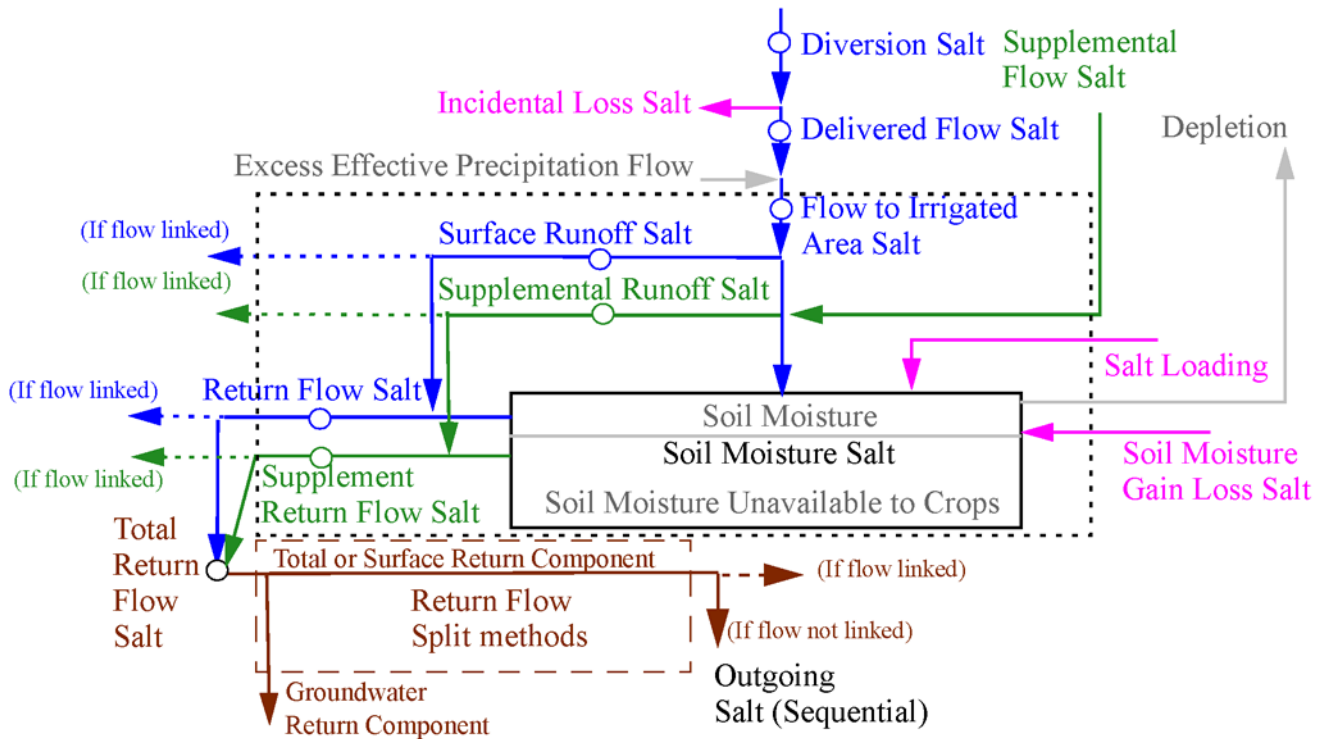 Diversion Salt
Supplemental
Flow Salt
Incidental Loss Salt
Delivered Flow Salt
Depletion
Excess Effective Precipitation Flow
Flow to Irrigated
Area Salt
(If flow linked)
Surface Runoff Salt
(If flow linked)
Supplemental Runoff Salt
Salt Loading
(If flow linked)
Return Flow Salt
Soil Moisture
Soil Moisture Salt
Soil Moisture Unavailable to Crops
Soil Moisture
Gain Loss Salt
(If flow linked)
Supplement
Return Flow Salt
Total
Return
Flow
Salt
Total or Surface Return Component
(If flow linked)
Return Flow
Split methods
(If flow not linked)
Outgoing
Salt (Sequential)
Groundwater
Return Component